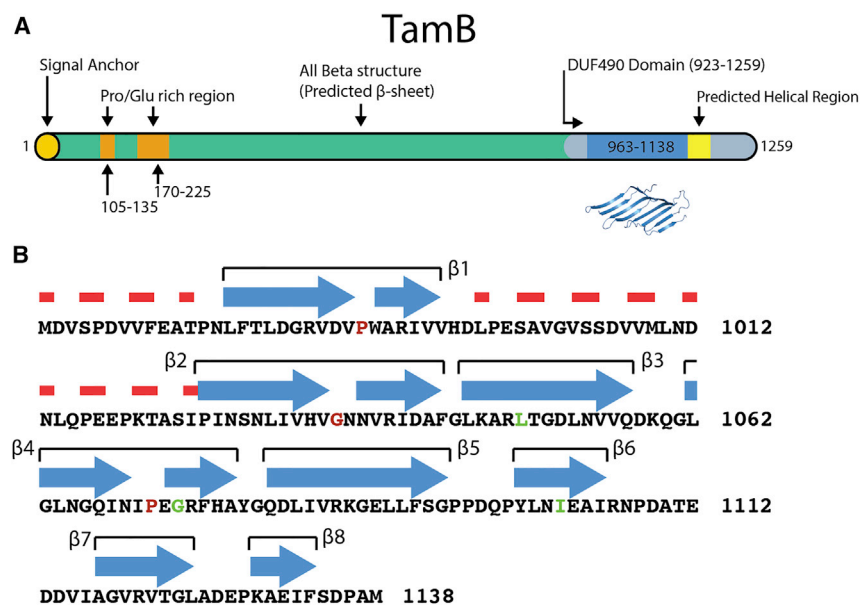 A
TamB
Signal Anchor
All Beta structure
(Predicted β-sheet)
DUF490 Domain (923-1259)
Pro/Glu rich region
Predicted Helical Region
1
963-1138
1259
170-225
105-135
B
β1
MDVSPDVVFEATPNLFTLDGRVDVPWARIVVHDLPESAVGVSSDVVMLND 1012
β2 β3
NLQPEEPKTASIPINSNLIVHVGNNVRIDAFGLKARLTGDLNVVQDKQGL 1062
β4 β5 β6
GLNGQINIPEGRFHAYGQDLIVRKGELLFSGPPDQPYLNIEAIRNPDATE 1112
β7 β8
DDVIAGVRVTGLADEPKAEIFSDPAM 1138